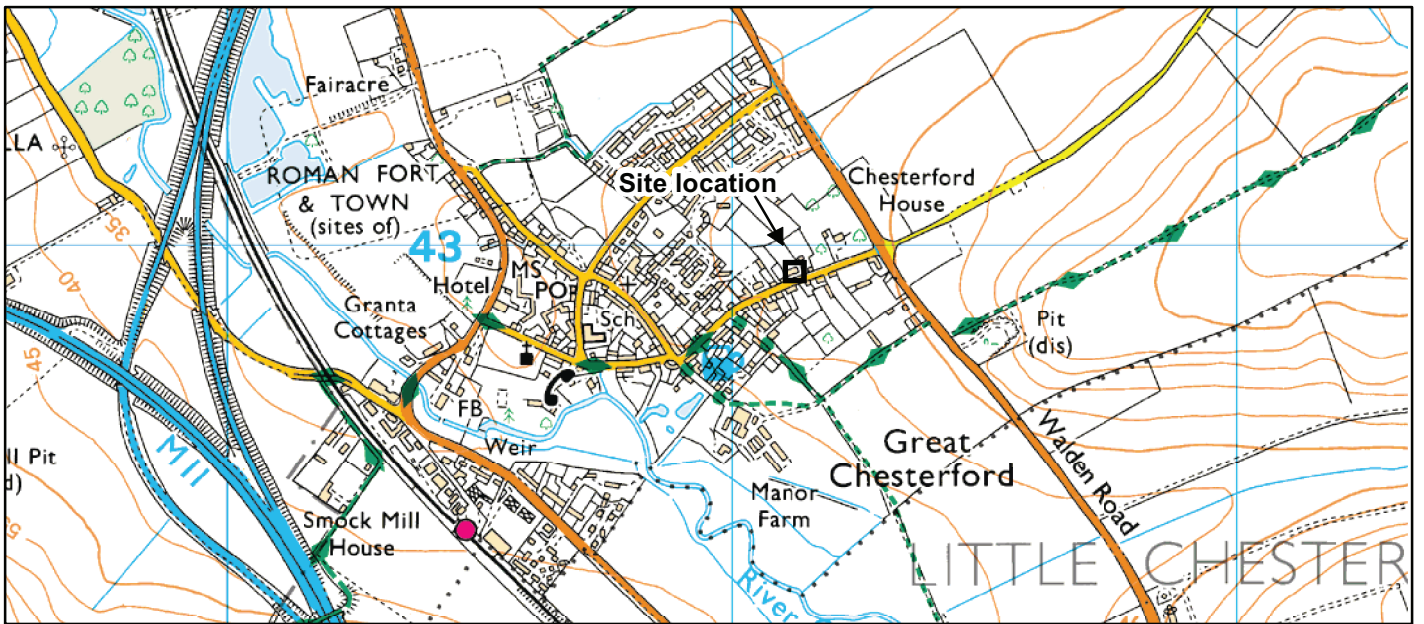 Fairacre
LLA
ROMAN FORT
& TOWN
(sites of)
Site location
Chesterford
House
35
43
40
MS
PO
Hotel
Granta
Cottages
Sch
Pit
(dis)
45
FB
Weir
Walden Road
Great
Chesterford
M11
ll Pit
d)
Manor
Farm
Smock Mill
House
LITTLE CHESTER
River